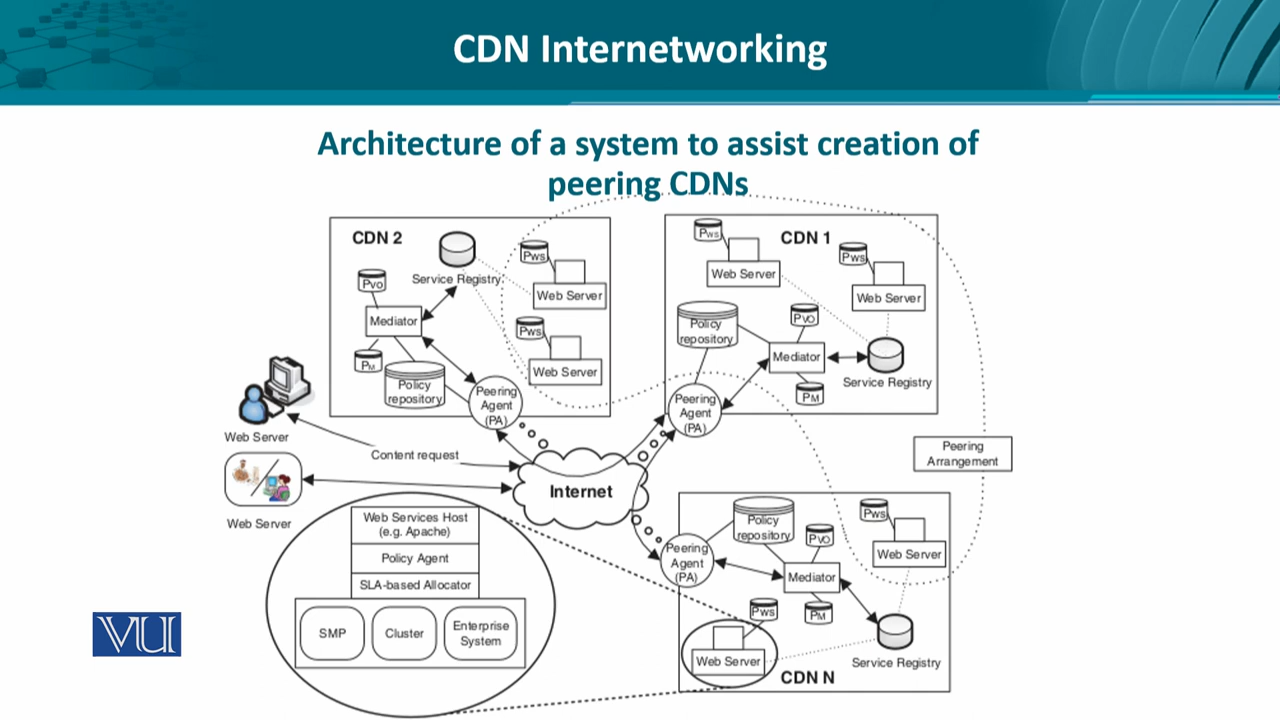 CDN Internetworking
Architecture of a system to assist creation of
peering CDNs
CDN 2
Service Registry
Pvo
Mediator
PM
Policy
repository
Pws
Web Server
Pws
Web Server
Peering
Agent
(PA)
CDN 1
Pws
Web Server
Pws
Web Server
Policy
repository
Pvo
Mediator
PM
Service Registry
Peering
Agent
(PA)
Peering
Arrangement
Web Server
Content request
Web Server
Internet
Web Services Host
(e.g. Apache)
Policy Agent
SLA-based Allocator
SMP
Cluster
Enterprise
System
Peering
Agent
(PA)
Policy
repository
Pvo
Mediator
PM
Pws
Web Server
Pws
Web Server
Service Registry
CDN N
VU